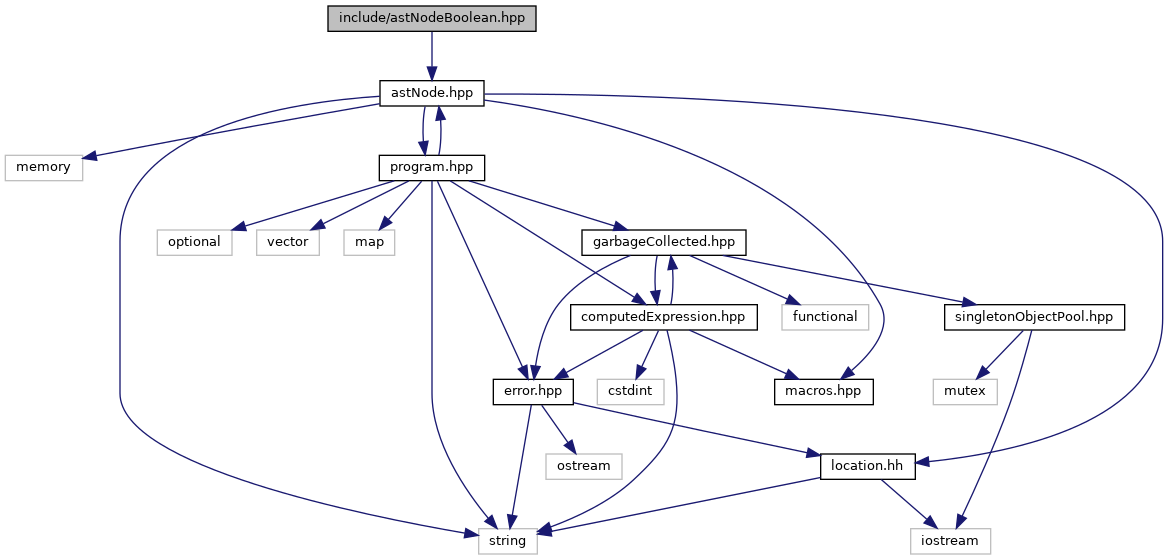 include/astNodeBoolean.hpp
astNode.hpp
memory
program.hpp
optional
vector
map
garbageCollected.hpp
computedExpression.hpp
functional
singletonObjectPool.hpp
error.hpp
cstdint
macros.hpp
mutex
ostream
location.hh
string
iostream